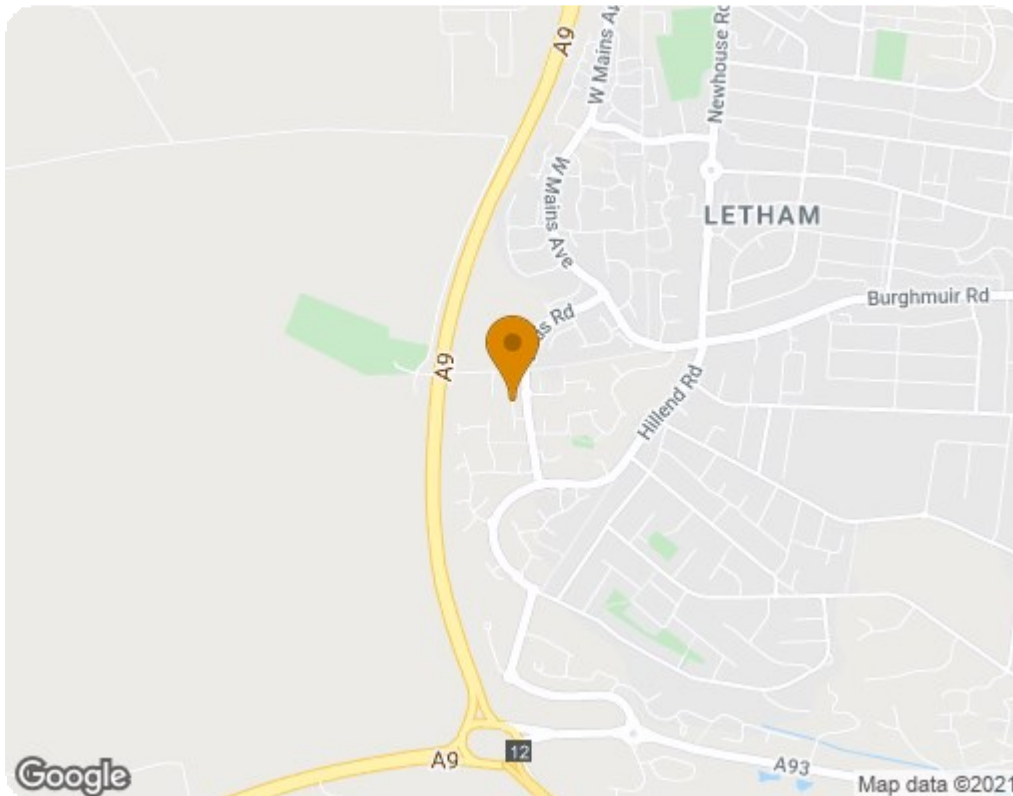 A9
W Mains Av
Newhouse Rd
W Mains Ave
LETHAM
Burghmuir Rd
Rd
A9
Hillend Rd
12
A9
A93
Google
Map data ©2021